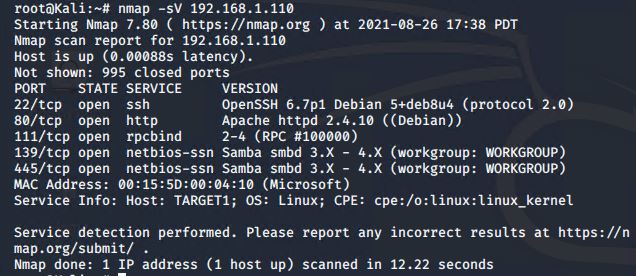 root@Kali:~# nmap -sV 192.168.1.110
Starting Nmap 7.80 ( https://nmap.org ) at 2021-08-26 17:38 PDT
Nmap scan report for 192.168.1.110
Host is up (0.00088s latency).
Not shown: 995 closed ports
PORT    STATE SERVICE     VERSION
22/tcp  open  ssh         OpenSSH 6.7p1 Debian 5+deb8u4 (protocol 2.0)
80/tcp  open  http        Apache httpd 2.4.10 ((Debian))
111/tcp open  rpcbind     2-4 (RPC #100000)
139/tcp open  netbios-ssn Samba smbd 3.X - 4.X (workgroup: WORKGROUP)
445/tcp open  netbios-ssn Samba smbd 3.X - 4.X (workgroup: WORKGROUP)
MAC Address: 00:15:5D:00:04:10 (Microsoft)
Service Info: Host: TARGET1; OS: Linux; CPE: cpe:/o:linux:linux_kernel

Service detection performed. Please report any incorrect results at https://n
map.org/submit/ .
Nmap done: 1 IP address (1 host up) scanned in 12.22 seconds